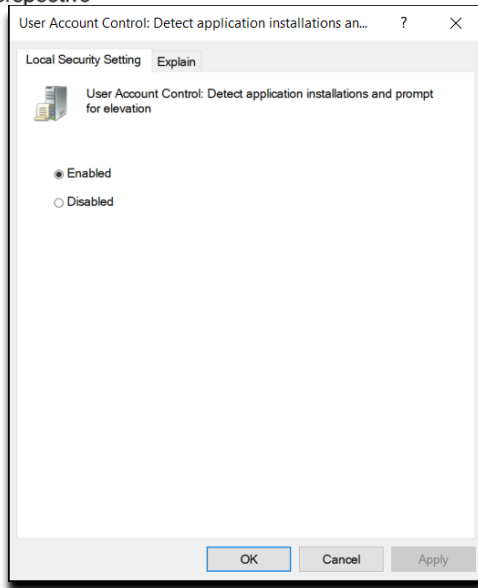 User Account Control: Detect application installations an... ? ×
Local Security Setting Explain
User Account Control: Detect application installations and prompt
for elevation
Enabled
Disabled
OK Cancel Apply